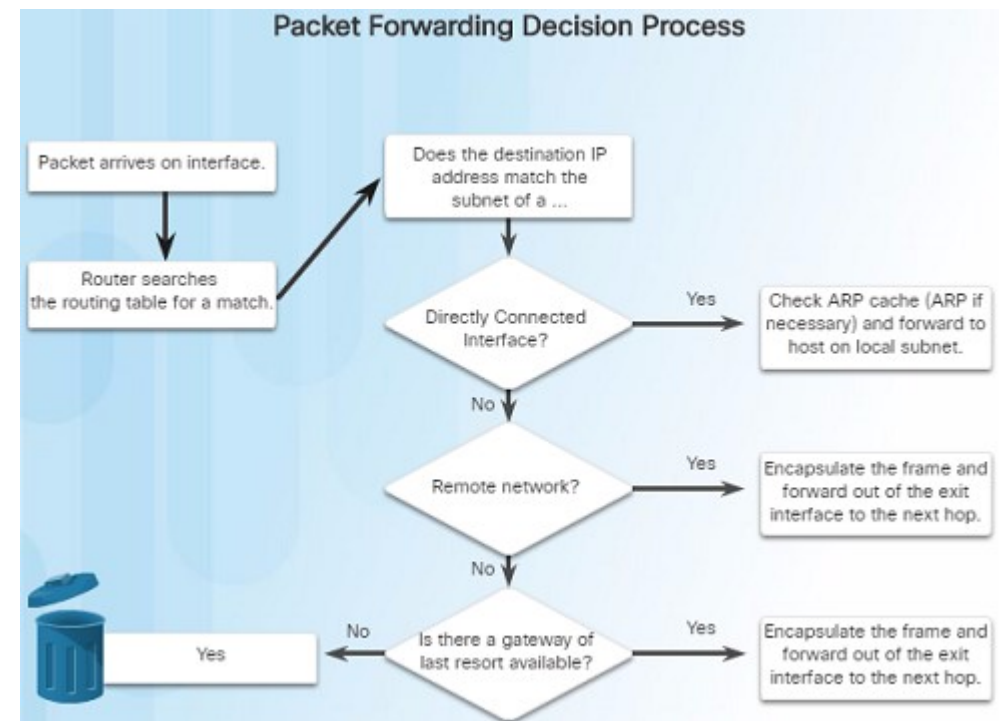 Packet Forwarding Decision Process
Packet arrives on interface.
Router searches
the routing table for a match.
Does the destination IP
address match the
subnet of a ...
Directly Connected
Interface?
Yes
Check ARP cache (ARP if
necessary) and forward to
host on local subnet.
No
Remote network?
Yes
Encapsulate the frame and
forward out of the exit
interface to the next hop.
No
Is there a gateway of
last resort available?
Yes
Encapsulate the frame and
forward out of the exit
interface to the next hop.
No
Yes